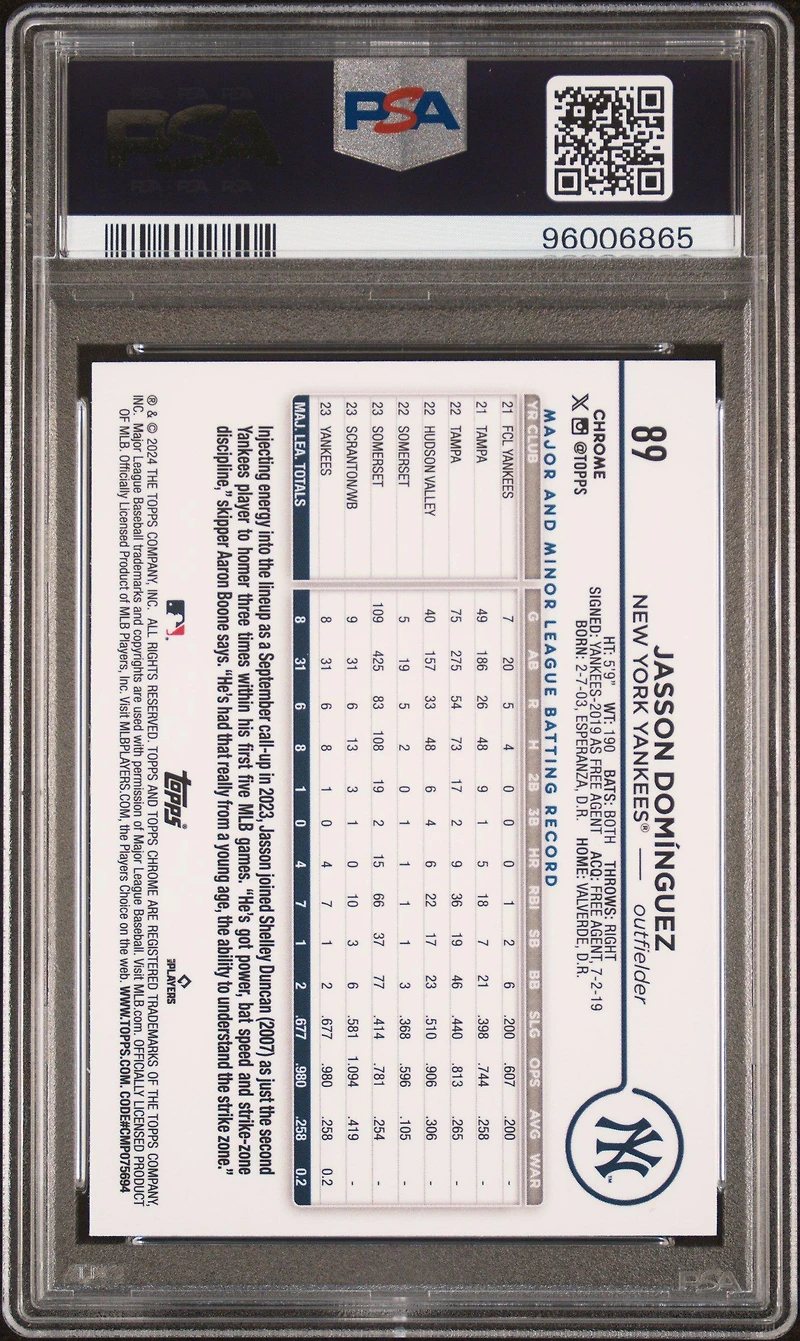 PSA
PSA
96006865
89
JASSON DOMÍNGUEZ
NEW YORK YANKEES® — outfielder
CHROME
X @TOPPS
HT: 5'9" WT: 190 BATS: BOTH THROWS: RIGHT
SIGNED: YANKEES-2019 AS FREE AGENT ACQ: FREE AGENT, 7-2-19
BORN: 2-7-03, ESPERANZA, D.R. HOME: VALVERDE, D.R.
NY
MAJOR AND MINOR LEAGUE BATTING RECORD
YR CLUB G AB R H 2B 3B HR RBI SB BB SLG OPS AVG WAR
21 FCL YANKEES 7 20 5 4 0 0 0 1 2 6 .200 .607 .200 -
21 TAMPA 49 186 26 48 9 1 5 18 7 21 .398 .744 .258 -
22 TAMPA 75 275 54 73 17 2 9 36 19 46 .440 .813 .265 -
22 HUDSON VALLEY 40 157 33 48 6 4 6 22 17 23 .510 .906 .306 -
22 SOMERSET 5 19 5 2 0 1 1 1 1 3 .368 .596 .105 -
23 SOMERSET 109 425 83 108 19 2 15 66 37 77 .414 .781 .254 -
23 SCRANTON/WB 9 31 6 13 3 1 0 10 3 6 .581 1.094 .419 -
23 YANKEES 8 31 6 8 1 0 4 7 1 2 .677 .980 .258 0.2
MAJ. LEA. TOTALS 8 31 6 8 1 0 4 7 1 2 .677 .980 .258 0.2
Injecting energy into the lineup as a September call-up in 2023, Jasson joined Shelley Duncan (2007) as just the second
Yankees player to homer three times within his first five MLB games. "He's got power, bat speed and strike-zone
discipline," skipper Aaron Boone says. "He's had that really from a young age, the ability to understand the strike zone."
topps®
PLAYERS
® & © 2024 THE TOPPS COMPANY, INC. ALL RIGHTS RESERVED. TOPPS AND TOPPS CHROME ARE REGISTERED TRADEMARKS OF THE TOPPS COMPANY,
INC. Major League Baseball trademarks and copyrights are used with permission of Major League Baseball. Visit MLB.com. OFFICIALLY LICENSED PRODUCT
OF MLB. Officially Licensed Product of MLB Players, Inc. Visit MLBPLAYERS.COM, the Players Choice on the web. WWW.TOPPS.COM. CODE#CMP075694
PSA